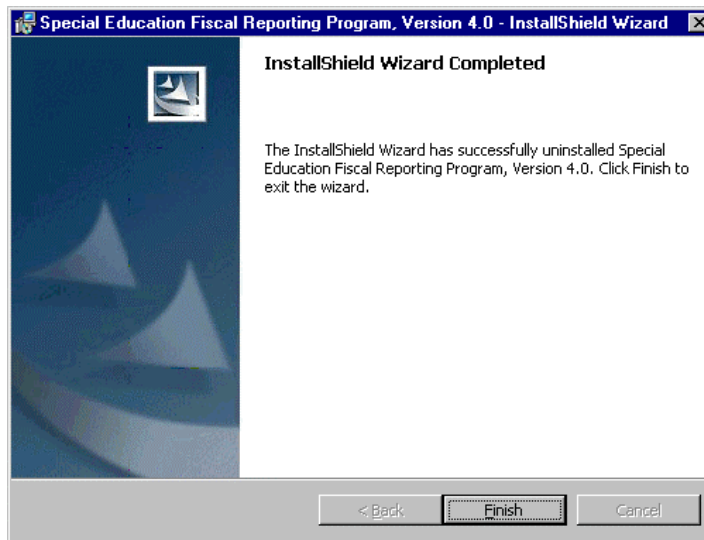 Special Education Fiscal Reporting Program, Version 4.0 - InstallShield Wizard
InstallShield Wizard Completed
The InstallShield Wizard has successfully uninstalled Special
Education Fiscal Reporting Program, Version 4.0. Click Finish to
exit the wizard.
< Back
Finish
Cancel